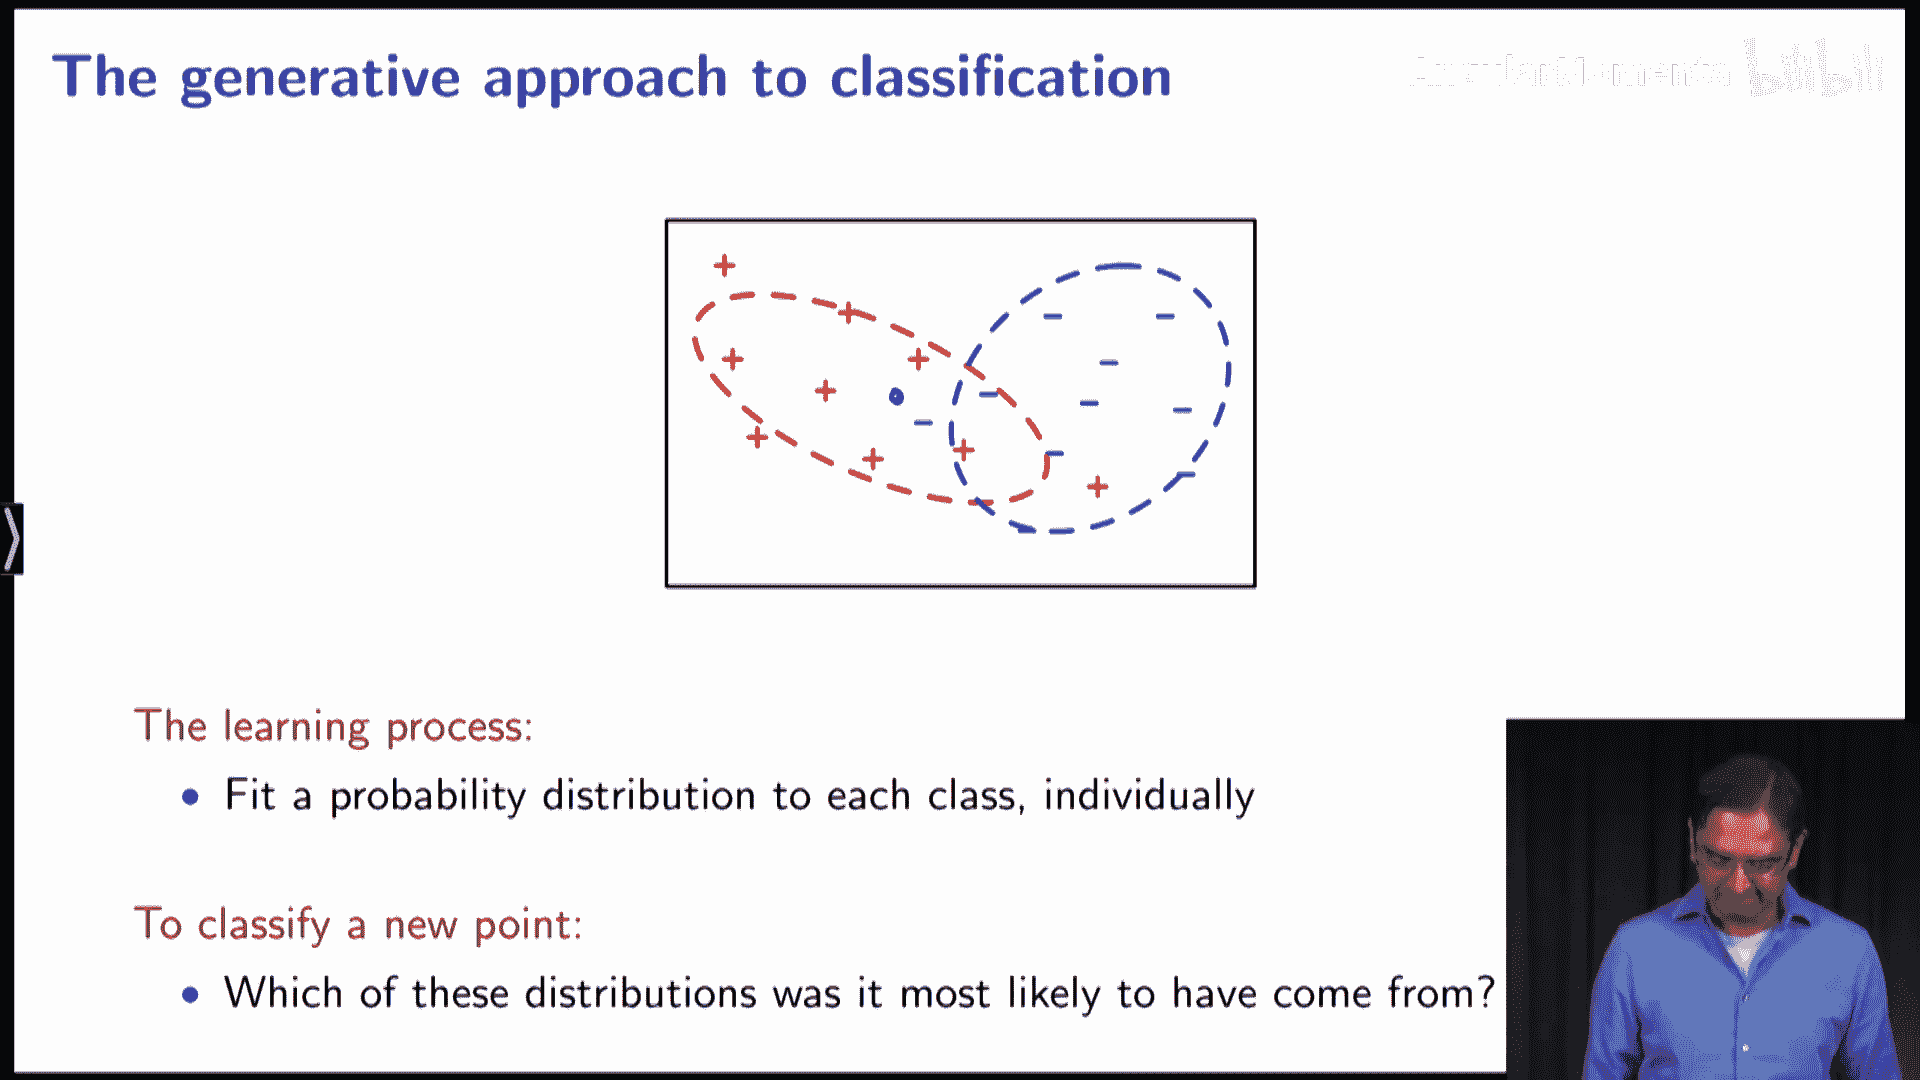 The generative approach to classification
bilibili
The learning process:
• Fit a probability distribution to each class, individually
To classify a new point:
• Which of these distributions was it most likely to have come from?